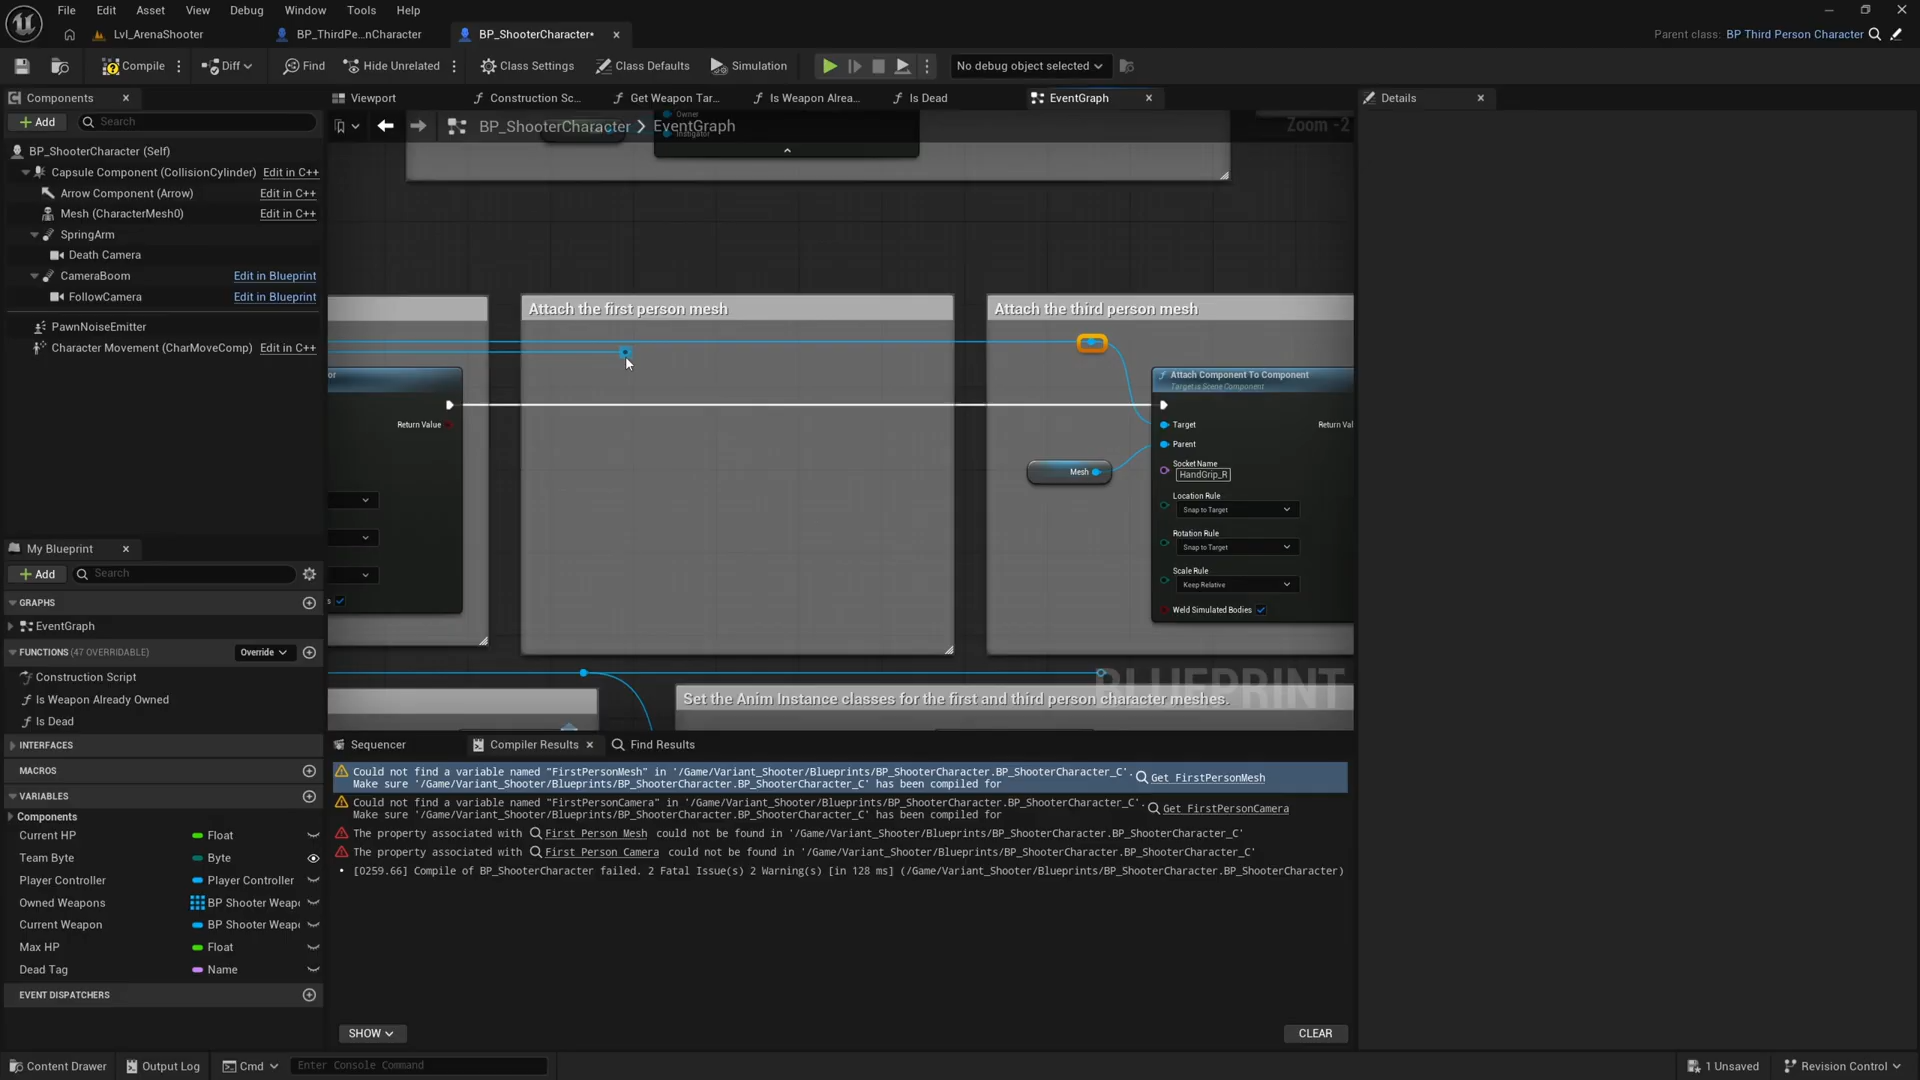 File Edit Asset View Debug Window Tools Help
Lvl_ArenaShooter BP_ThirdPe...nCharacter BP_ShooterCharacter*
Parent class: BP Third Person Character
Compile Diff Find Hide Unrelated Class Settings Class Defaults Simulation No debug object selected
Components
Add Search
BP_ShooterCharacter (Self)
Capsule Component (CollisionCylinder) Edit in C++
Arrow Component (Arrow) Edit in C++
Mesh (CharacterMesh0) Edit in C++
SpringArm
Death Camera
CameraBoom Edit in Blueprint
FollowCamera Edit in Blueprint
PawnNoiseEmitter
Character Movement (CharMoveComp) Edit in C++
My Blueprint
Add Search
GRAPHS
EventGraph
FUNCTIONS (47 OVERRIDABLE) Override
Construction Script
Is Weapon Already Owned
Is Dead
INTERFACES
MACROS
VARIABLES
Components
Current HP Float
Team Byte Byte
Player Controller Player Controller
Owned Weapons BP Shooter Weapo
Current Weapon BP Shooter Weapo
Max HP Float
Dead Tag Name
EVENT DISPATCHERS
Viewport Construction Sc... Get Weapon Tar... Is Weapon Alrea... Is Dead EventGraph
BP_ShooterCharacter > EventGraph
Zoom -2
Owner
Instigator
or
Return Value
s
Attach the first person mesh
Attach the third person mesh
Attach Component To Component
Target is Scene Component
Target
Return Val
Parent
Mesh
Socket Name
HandGrip_R
Location Rule
Snap to Target
Rotation Rule
Snap to Target
Scale Rule
Keep Relative
Weld Simulated Bodies
BLUEPRINT
Set the Anim Instance classes for the first and third person character meshes.
Sequencer Compiler Results Find Results
Could not find a variable named "FirstPersonMesh" in '/Game/Variant_Shooter/Blueprints/BP_ShooterCharacter.BP_ShooterCharacter_C'.
Make sure '/Game/Variant_Shooter/Blueprints/BP_ShooterCharacter.BP_ShooterCharacter_C' has been compiled for Get FirstPersonMesh
Could not find a variable named "FirstPersonCamera" in '/Game/Variant_Shooter/Blueprints/BP_ShooterCharacter.BP_ShooterCharacter_C'.
Make sure '/Game/Variant_Shooter/Blueprints/BP_ShooterCharacter.BP_ShooterCharacter_C' has been compiled for Get FirstPersonCamera
The property associated with First Person Mesh could not be found in '/Game/Variant_Shooter/Blueprints/BP_ShooterCharacter.BP_ShooterCharacter_C'
The property associated with First Person Camera could not be found in '/Game/Variant_Shooter/Blueprints/BP_ShooterCharacter.BP_ShooterCharacter_C'
[0259.66] Compile of BP_ShooterCharacter failed. 2 Fatal Issue(s) 2 Warning(s) [in 128 ms] (/Game/Variant_Shooter/Blueprints/BP_ShooterCharacter.BP_ShooterCharacter)
SHOW CLEAR
Details
Content Drawer Output Log Cmd Enter Console Command 1 Unsaved Revision Control